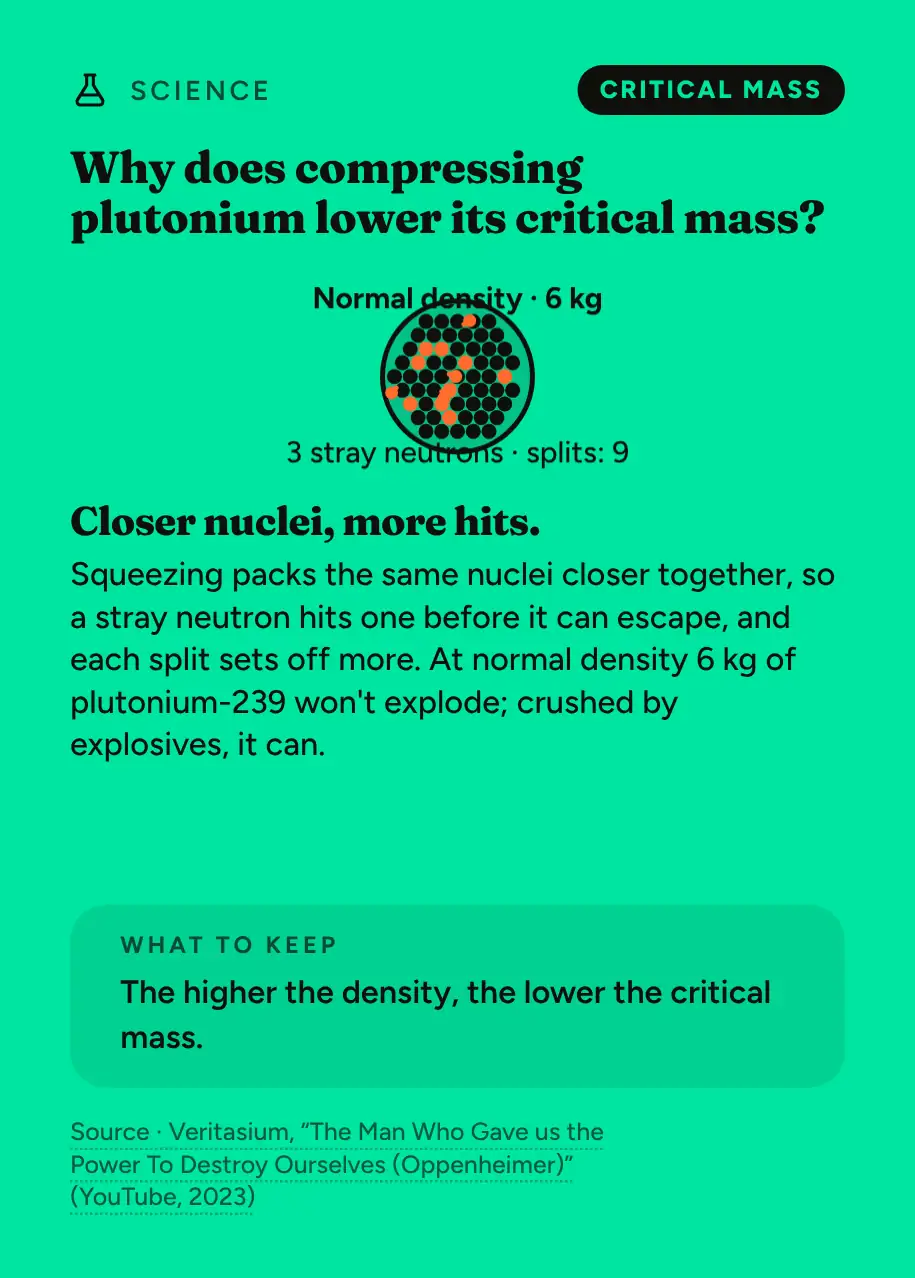 SCIENCE
CRITICAL MASS
Why does compressing
plutonium lower its critical mass?
Normal density · 6 kg
3 stray neutrons · splits: 9
Closer nuclei, more hits.
Squeezing packs the same nuclei closer together, so
a stray neutron hits one before it can escape, and
each split sets off more. At normal density 6 kg of
plutonium-239 won't explode; crushed by
explosives, it can.
WHAT TO KEEP
The higher the density, the lower the critical
mass.
Source · Veritasium, “The Man Who Gave us the
Power To Destroy Ourselves (Oppenheimer)”
(YouTube, 2023)